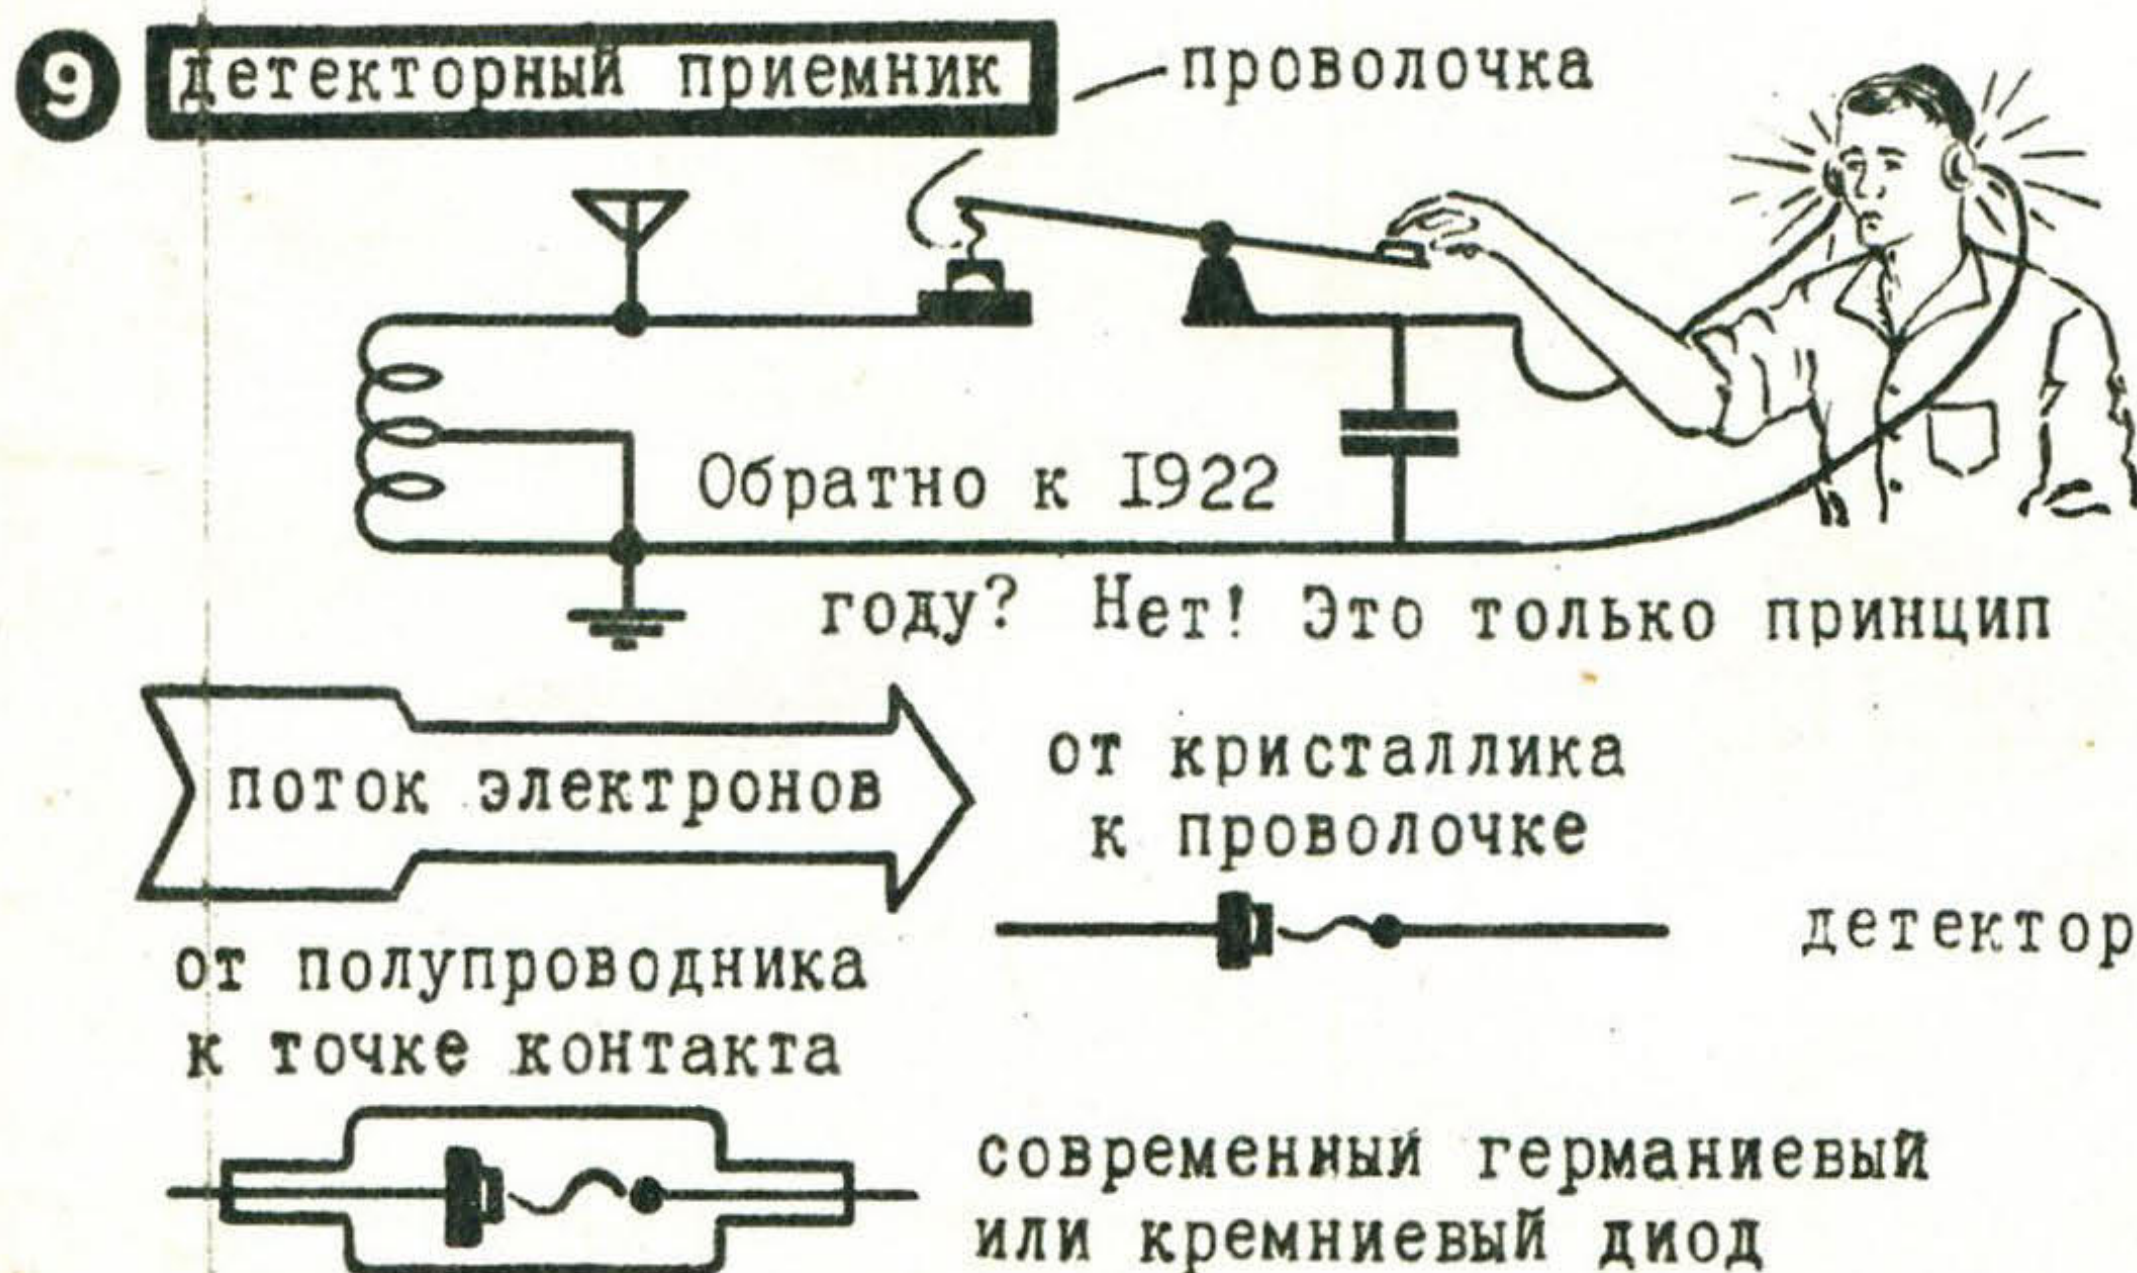 9 детекторный приемник
проволочка
Обратно к I922
году? Нет! Это только принцип
поток электронов
от кристаллика
к проволочке
детектор
от полупроводника
к точке контакта
современный германиевый
или кремниевый диод